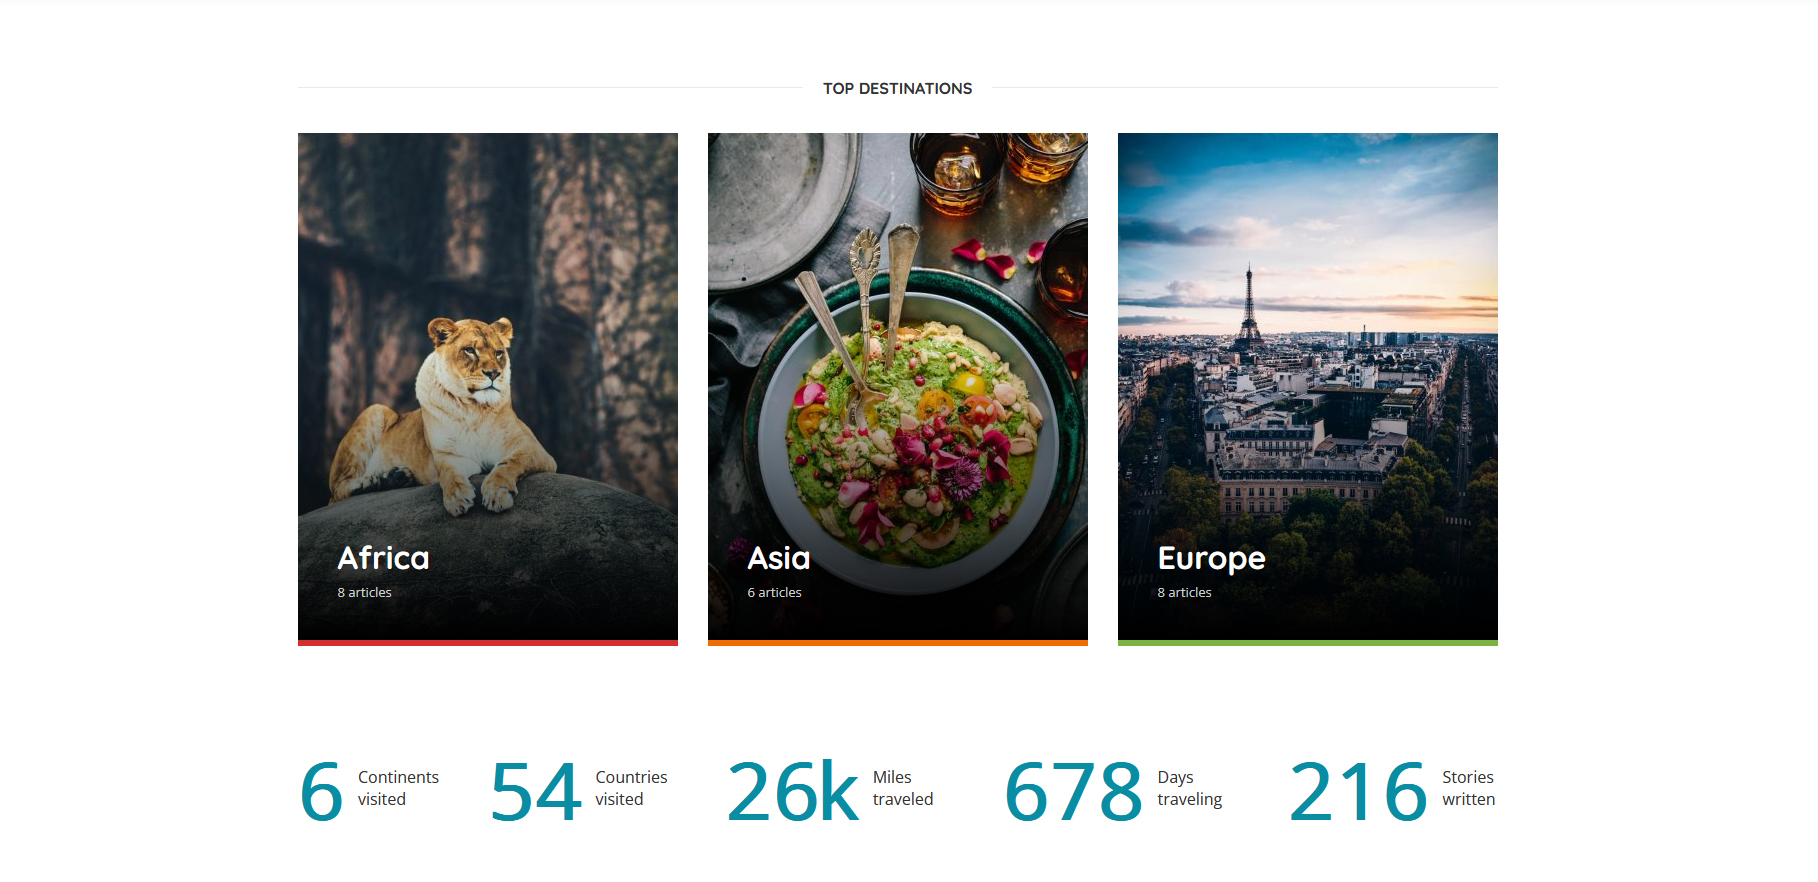 TOP DESTINATIONS
Africa
8 articles
Asia
6 articles
Europe
8 articles
6 Continents
visited
54 Countries
visited
26k Miles
traveled
678 Days
traveling
216 Stories
written